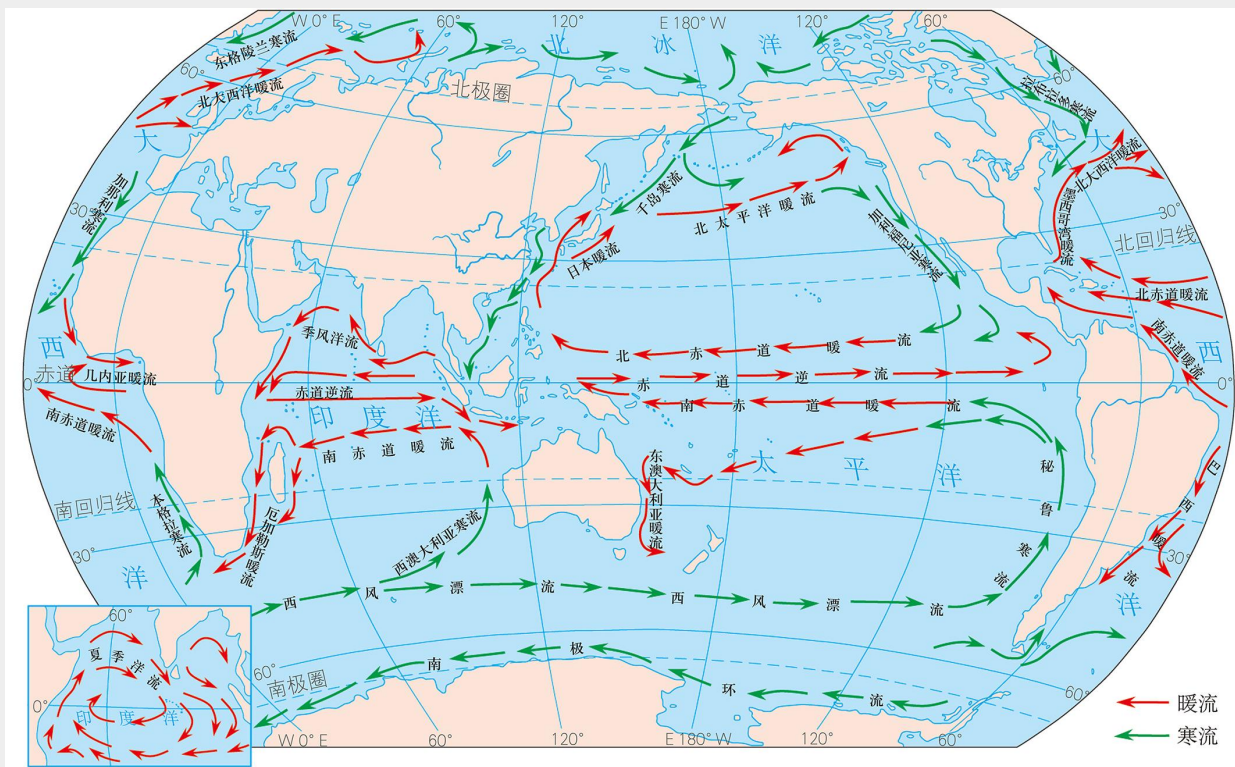 W 0° E
60°
120°
E 180° W
120°
60°
东格陵兰寒流
北冰洋
60°
北大西洋暖流
北极圈
拉布拉多寒流
60°
大
大
加那利寒流
千岛寒流
北太平洋暖流
加利福尼亚寒流
北大西洋暖流
墨西哥湾暖流
30°
30°
北回归线
日本暖流
北赤道暖流
季风洋流
北赤道暖流
南赤道暖流
西
西
赤道
0°
几内亚暖流
赤道逆流
赤道逆流
0°
印度洋
南赤道暖流
南赤道暖流
南赤道暖流
太平洋
东澳大利亚暖流
秘鲁寒流
巴西暖流
南回归线
本格拉寒流
厄加勒斯暖流
西澳大利亚寒流
30°
30°
洋
洋
西风漂流
西风漂流
南极环流
60°
南极圈
60°
60°
夏季洋流
0°
印度洋
W 0° E
60°
120°
E 180° W
120°
60°
暖流
寒流